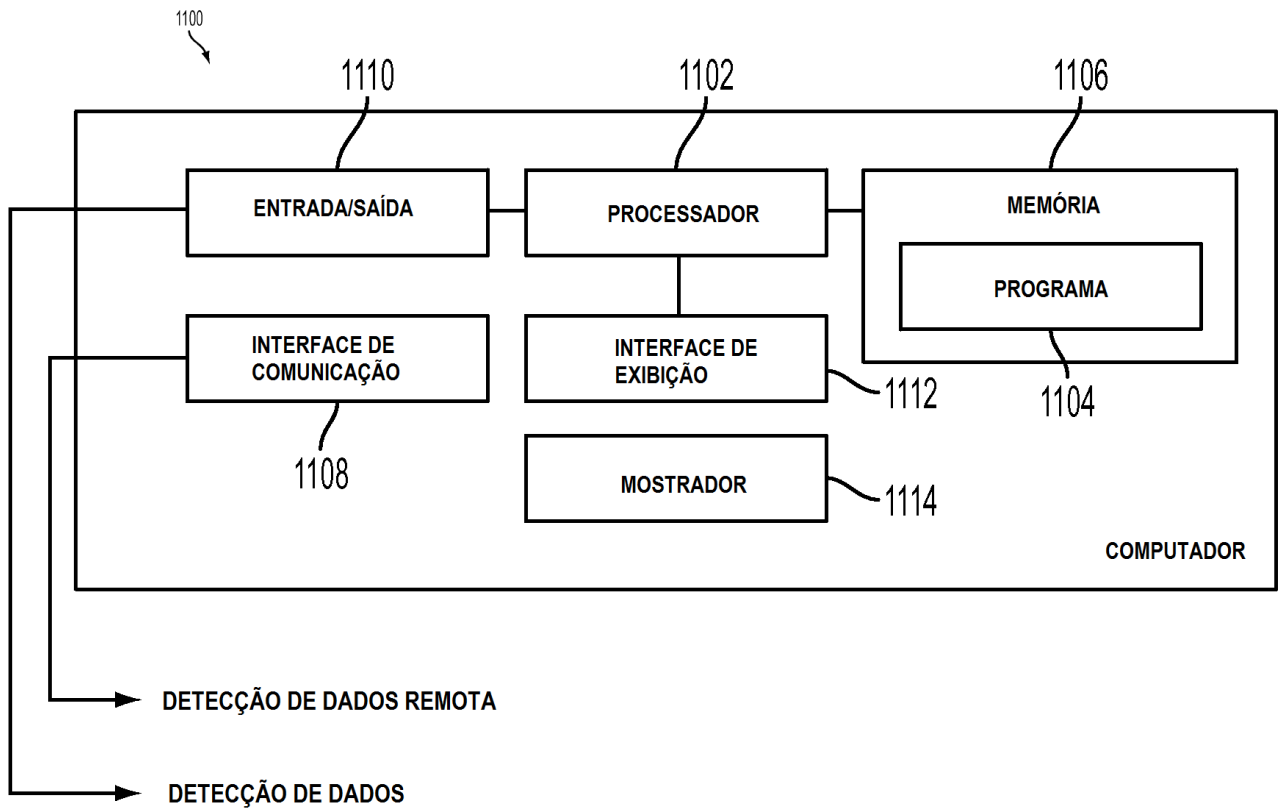 1100
1110
1102
1106
ENTRADA/SAÍDA
PROCESSADOR
MEMÓRIA
PROGRAMA
INTERFACE DE
COMUNICAÇÃO
INTERFACE DE
EXIBIÇÃO
1112
1104
1108
MOSTRADOR
1114
COMPUTADOR
DETECÇÃO DE DADOS REMOTA
DETECÇÃO DE DADOS